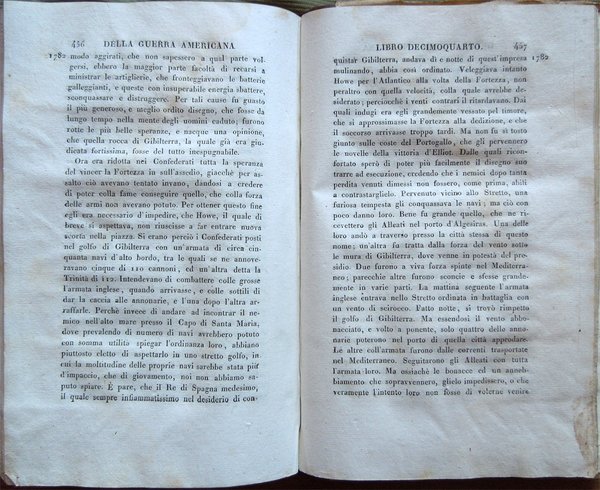 456 DELLA GUERRA AMERICANA
1782 modo aggirati, che non sapessero a qual parte vol-
gersi, ebbero la maggior parte facoltà di recarsi a
ministrar le artiglierie, che fronteggiavano le batterie
galleggianti, e queste con insuperabile energia sbattere,
sconquassare e distruggere. Per tal cause fu guasto
il più generoso, e meglio ordito disegno, che fosse da
lungo tempo nella mente degli uomini caduto; furono
rotte le più belle speranze, e nacque una opinione,
che quella rocca di Gibilterra, la quale già era giu-
dicata fortissima, fosse del tutto inespugnabile.
Ora era ridotta nei Confederati tutta la speranza
del vincer la Fortezza in sull'assedio, giacchè per as-
salto ciò avevano tentato invano, dandosi a credere
di poter colla fame conseguire quello, che colla forza
delle armi non avevano potuto. Per ottener questo fine
egli era necessario d'impedire, che Howe, il quale di
breve si aspettava, non riuscisse a far entrare nuova
scorta nella piazza. Si erano perciò i Confederati posti
nel golfo di Gibilterra con un'armata di circa cin-
quanta navi d'alto bordo, tra le quali se ne annove-
ravano cinque di 110 cannoni, ed un'altra detta la
Trinità di 112. Intendevano di combattere colle grosse
l'armata inglese, quando arrivasse, e colle sottili di
dar la caccia alle annonarie, e l'una dopo l'altra ar-
raffarle. Perchè invece di andare ad incontrar il ne-
mico nell'alto mare presso il Capo di Santa Maria,
dove prevalendo di numero di navi avrebbero potuto
con somma utilità spiegar l'ordinanza loro, abbiano
piuttosto eletto di aspettarlo in uno stretto golfo, in
cui la moltitudine delle proprie navi sarebbe stata più
d'impaccio, che di giovamento, noi non abbiamo sa-
puto spiare. È pare, che il Re di Spagna medesimo,
il quale sempre infiammatissimo nel desiderio di con-
LIBRO DECIMOQUARTO. 457
quistar Gibilterra, andava dì e notte di quest'impresa 1782
mulinando, abbia così ordinato. Veleggiava intanto
Howe per l'Atlantico alla volta della Fortezza, non
peraltro con quella velocità, colla quale avrebbe de-
siderato; perciocchè i venti contrarj il ritardavano. Dai
quali indugi era egli grandemente vessato pel timore,
che si approssimasse la Fortezza alla dedizione, e che
il soccorso arrivasse troppo tardi. Ma non fu sì tosto
giunto sulle coste del Portogallo, che gli pervennero
le novelle della vittoria d'Elliot. Dalle quali ricon-
fortato sperò di poter più facilmente il disegno suo
trarre ad esecuzione, credendo che i nemici dopo tanta
perdita venuti dimessi non fossero, come prima, abili
a contrastarglielo. Pervenuto vicino allo Stretto, una
furiosa tempesta gli conquassava le navi; ma ciò con
poco danno loro. Bene fu grande quello, che ne ri-
cevettero gli Alleati nel porto d'Algesiras. Una delle
loro andò a traverso presso la città stessa di questo
nome; un'altra fu tratta dalla forza del vento sotto
le mura di Gibilterra, dove venne in potestà del pre-
sidio. Due furono a viva forza spinte nel Mediterra-
neo; parecchie altre furono sconcie e sfesse grande-
mente in varie parti. La mattina seguente l'armata
inglese entrava nello Stretto ordinata in battaglia con
un vento di scirocco. Fatto notte, si trovò rimpetto
il golfo di Gibilterra. Ma essendosi il vento abbo-
nacciato, e volto a ponente, solo quattro delle anno-
narie poterono nel porto di quella città approdare.
Le altre coll'armata furono dalle correnti trasportate
nel Mediterraneo. Seguitarono gli Alleati con tutta
l'armata loro. Ma ossiachè le bonacce ed un anneb-
biamento che sopravvennero, glielo impedissero, o che
veramente l'intento loro non fosse di volerne venire